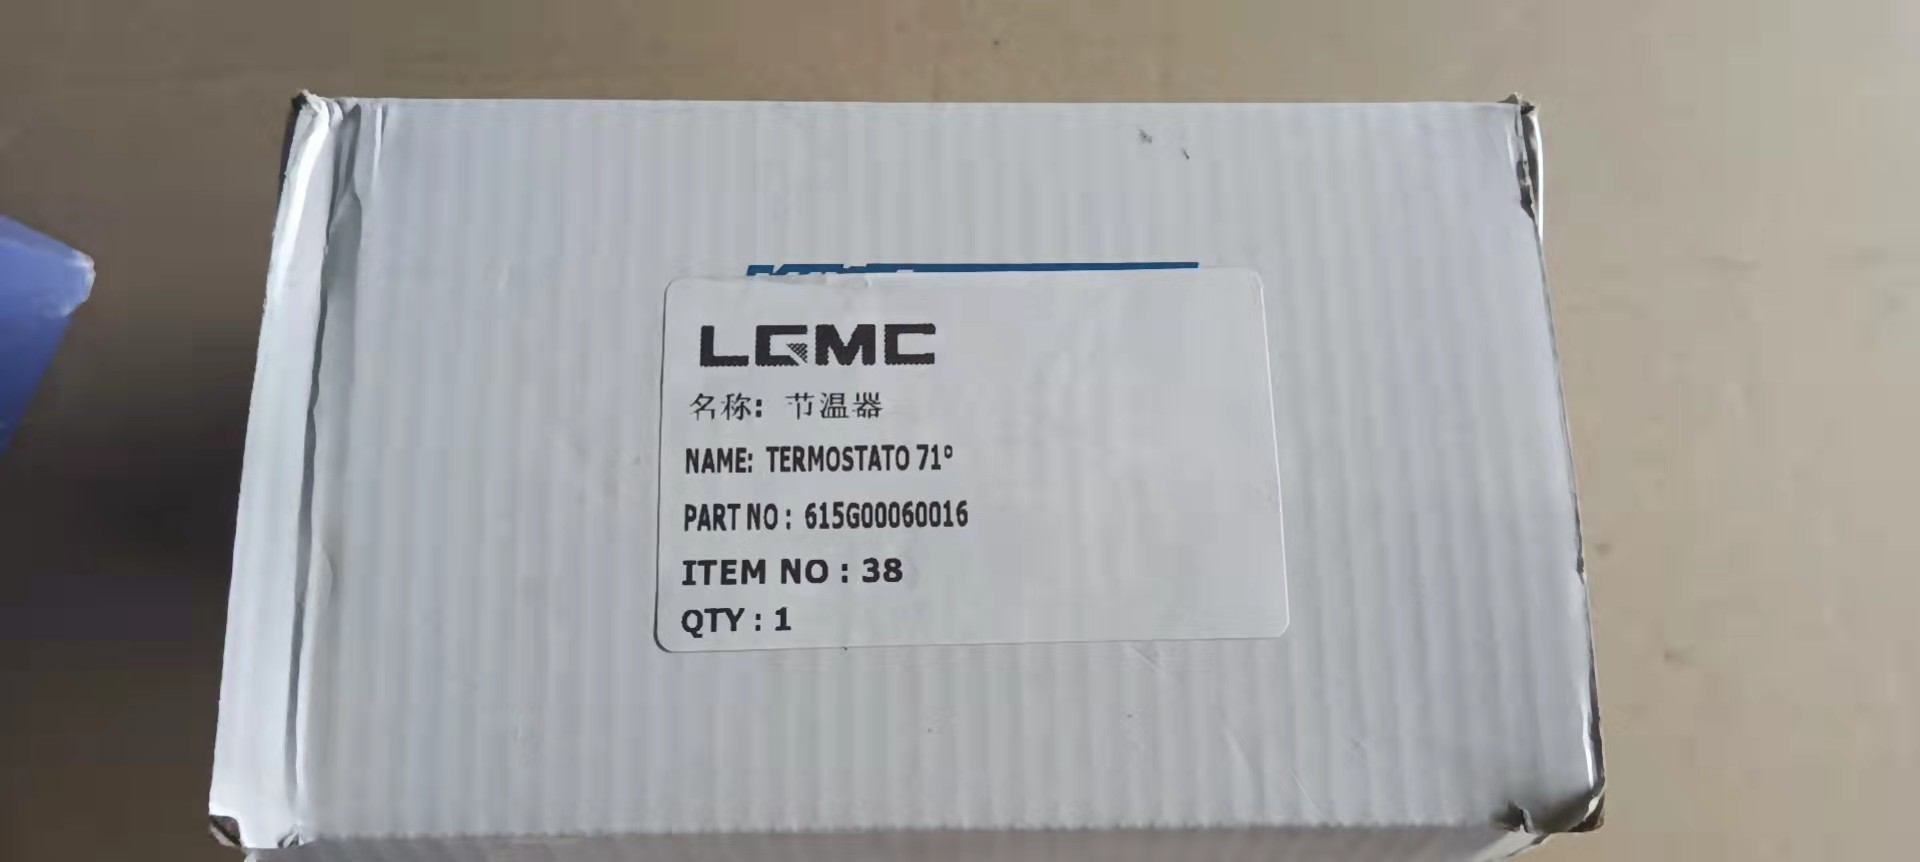 LGMC
名称: 节温器
NAME: TERMOSTATO 71°
PART NO : 615G00060016
ITEM NO : 38
QTY : 1